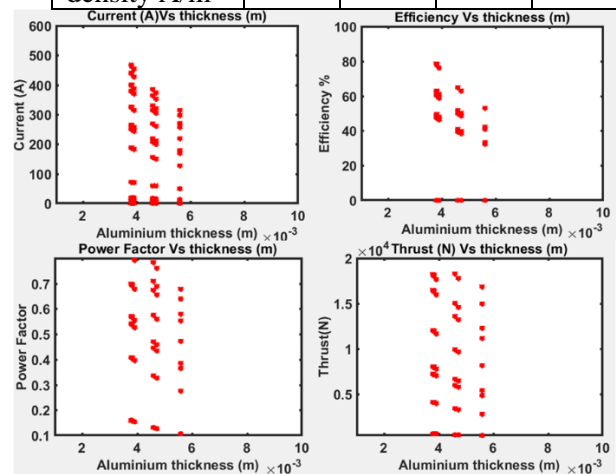 density A/m
Current (A)Vs thickness (m)
600
500
400
300
200
100
0
Current (A)
2 4 6 8 10
Aluminium thickness (m) ×10⁻³
Efficiency Vs thickness (m)
100
80
60
40
20
0
Efficiency %
2 4 6 8 10
Aluminium thickness (m) ×10⁻³
Power Factor Vs thickness (m)
0.7
0.6
0.5
0.4
0.3
0.2
0.1
Power Factor
2 4 6 8 10
Aluminium thickness (m) ×10⁻³
×10⁴ Thrust (N) Vs thickness (m)
2
1.5
1
0.5
Thrust(N)
2 4 6 8 10
Aluminium thickness (m) ×10⁻³